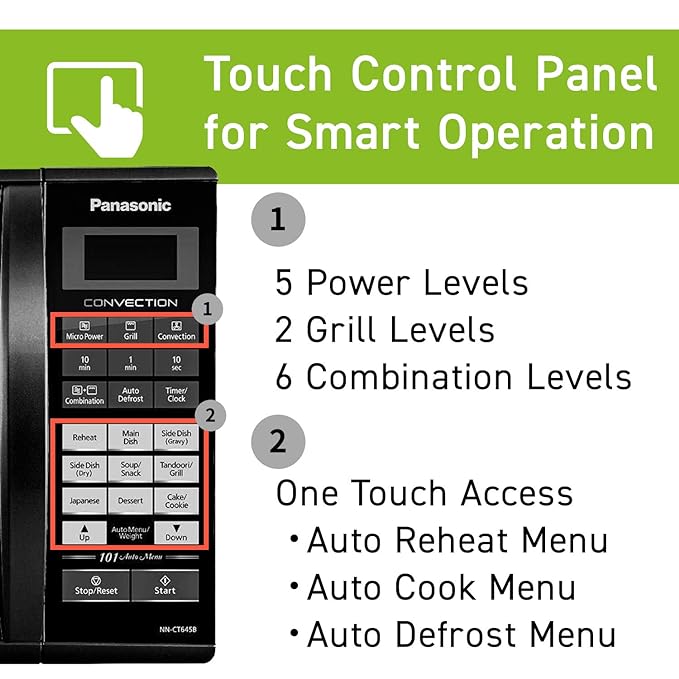 Touch Control Panel
for Smart Operation
Panasonic
CONVECTION
1
Micro Power
Grill
Convection
10
min
1
min
10
sec
Combination
Auto
Defrost
Timer/
Clock
2
Reheat
Main
Dish
Side Dish
(Gravy)
Side Dish
(Dry)
Soup/
Snack
Tandoori/
Grill
Japanese
Dessert
Cake/
Cookie
Up
Auto Menu/
Weight
Down
101 Auto Menu
Stop/Reset
Start
NN-CT645B
1
5 Power Levels
2 Grill Levels
6 Combination Levels
2
One Touch Access
• Auto Reheat Menu
• Auto Cook Menu
• Auto Defrost Menu